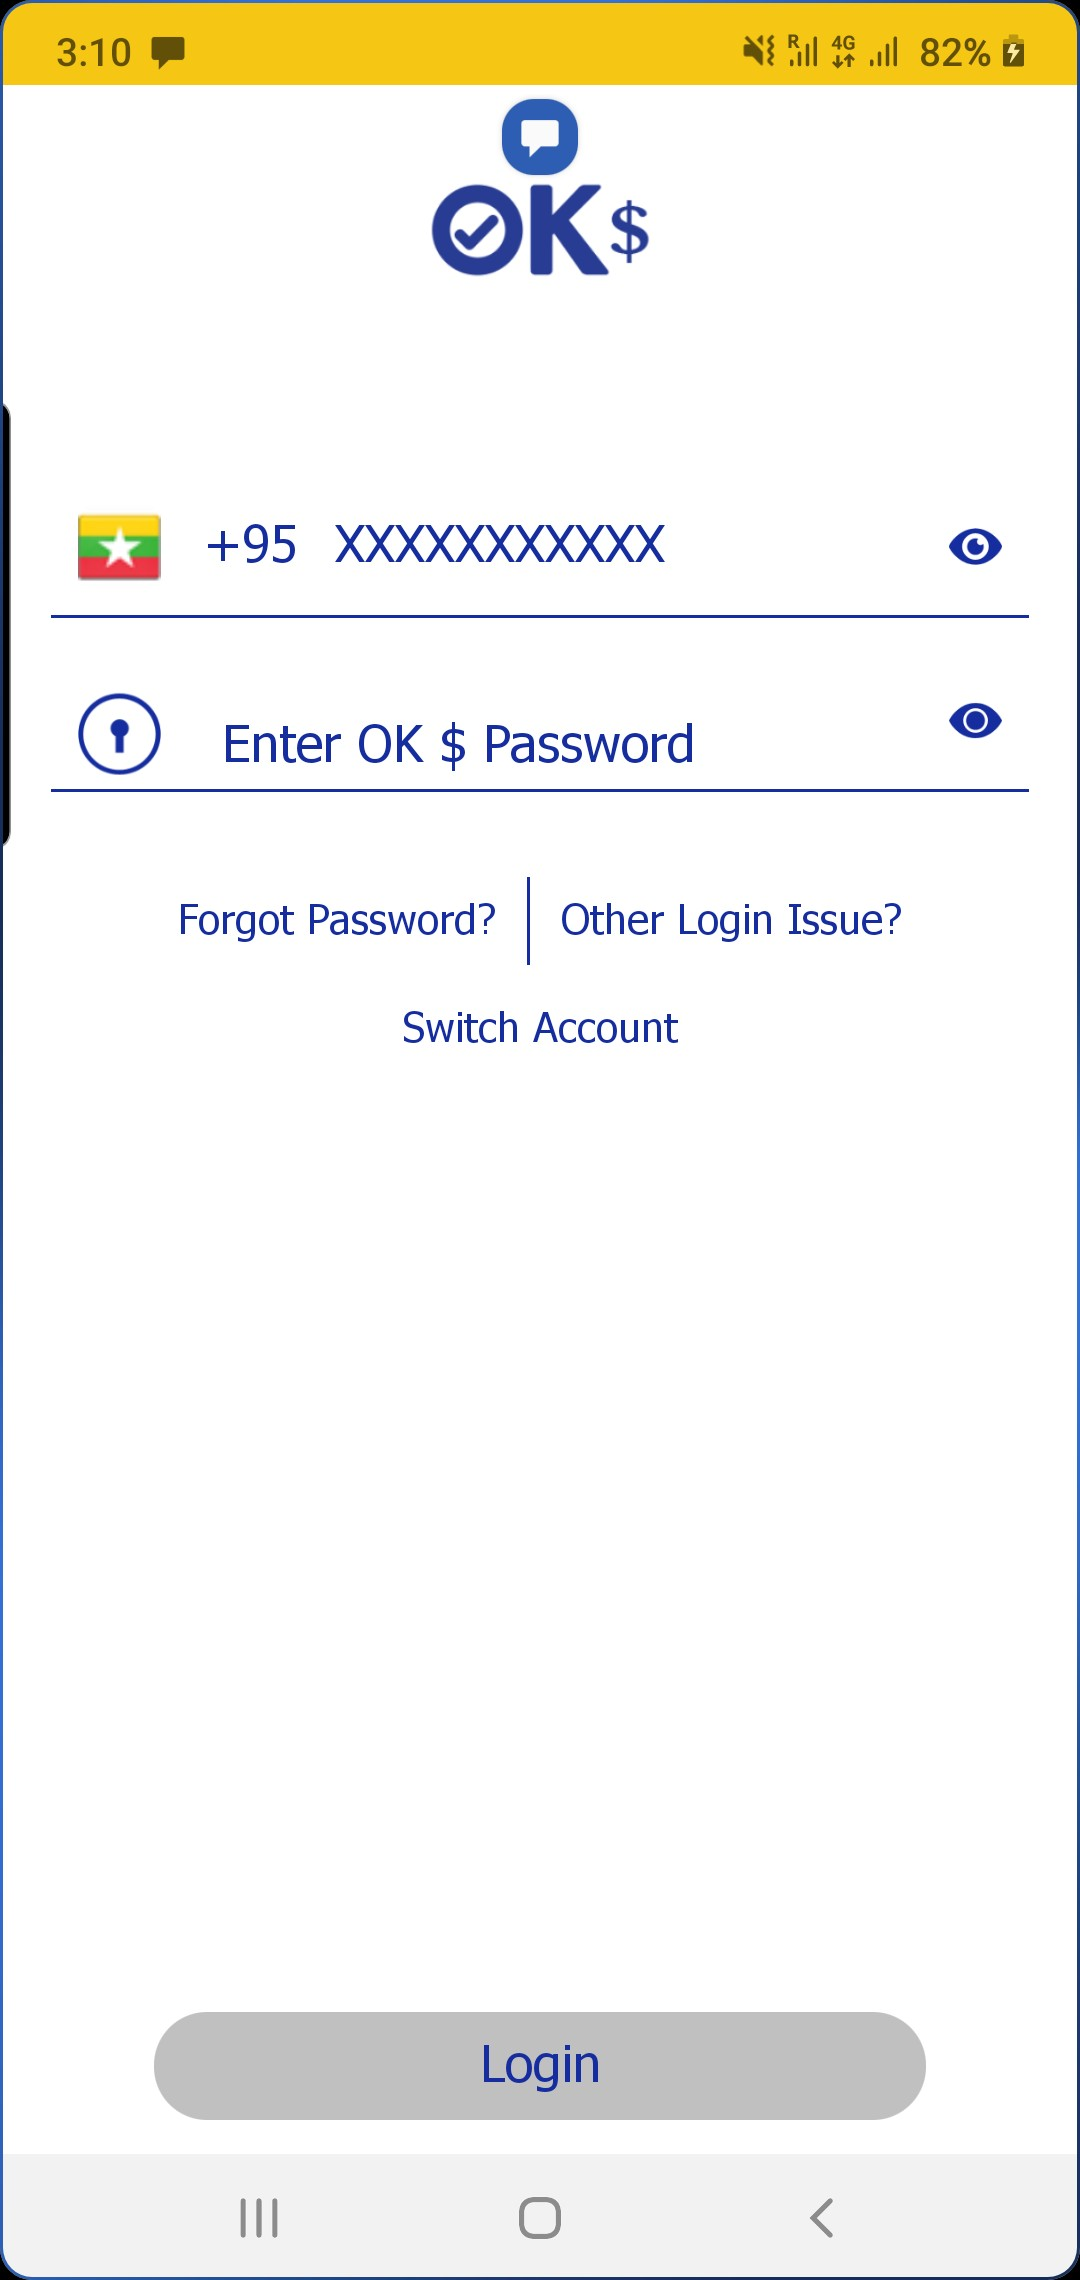 3:10 R 4G 82%
OK $
+95 XXXXXXXXXXX
Enter OK $ Password
Forgot Password? Other Login Issue?
Switch Account
Login